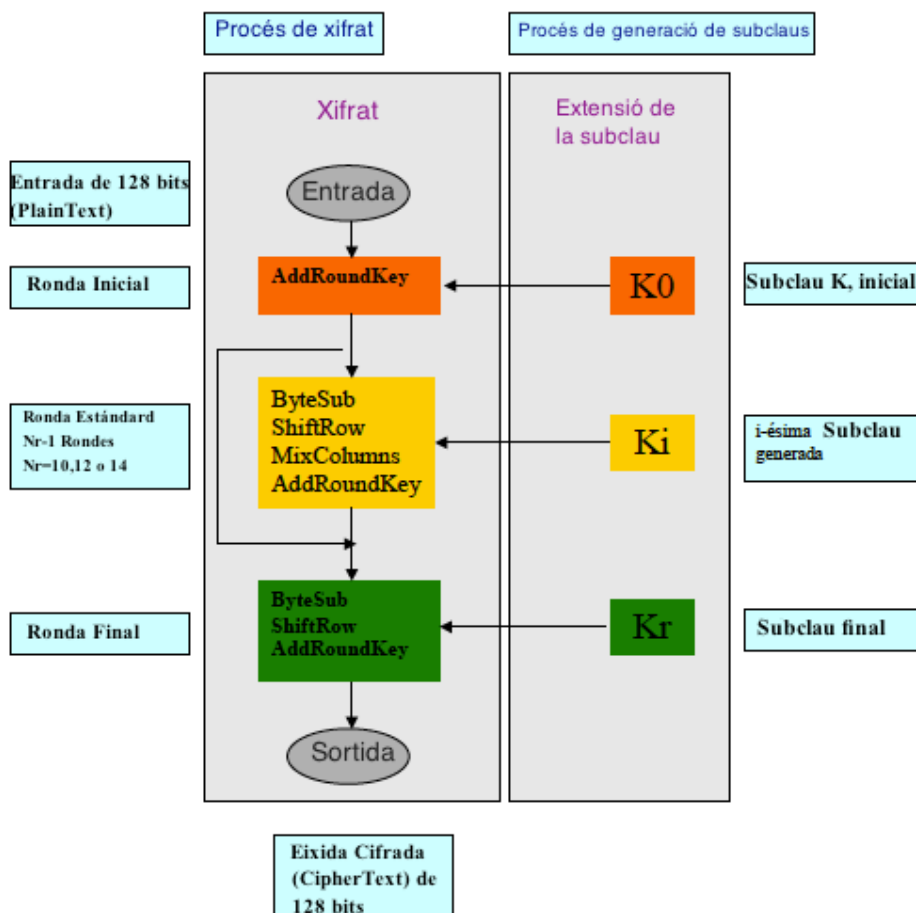 Procés de xifrat
Procés de generació de subclaus
Xifrat
Extensió de
la subclau
Entrada de 128 bits
(PlainText)
Entrada
Ronda Inicial
AddRoundKey
K0
Subclau K, inicial
Ronda Estándard
Nr-1 Rondes
Nr=10,12 o 14
ByteSub
ShiftRow
MixColumns
AddRoundKey
Ki
i-ésima Subclau
generada
Ronda Final
ByteSub
ShiftRow
AddRoundKey
Kr
Subclau final
Sortida
Eixida Cifrada
(CipherText) de
128 bits